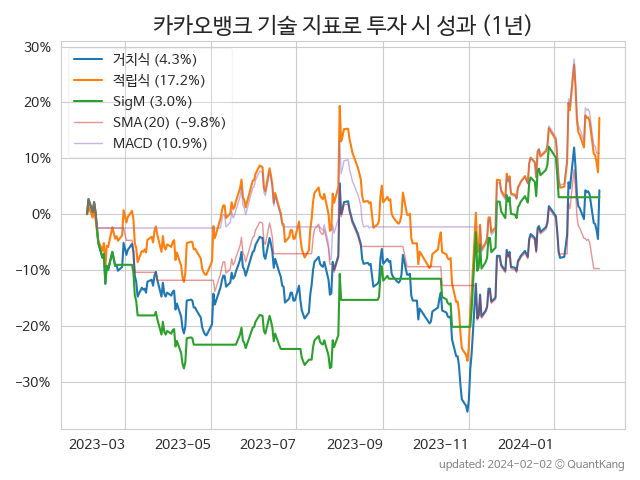 카카오뱅크 기술 지표로 투자 시 성과 (1년)
거치식 (4.3%)
적립식 (17.2%)
SigM (3.0%)
SMA(20) (−9.8%)
MACD (10.9%)
30%
20%
10%
0%
−10%
−20%
−30%
2023-03 2023-05 2023-07 2023-09 2023-11 2024-01
updated: 2024-02-02 © QuantKang